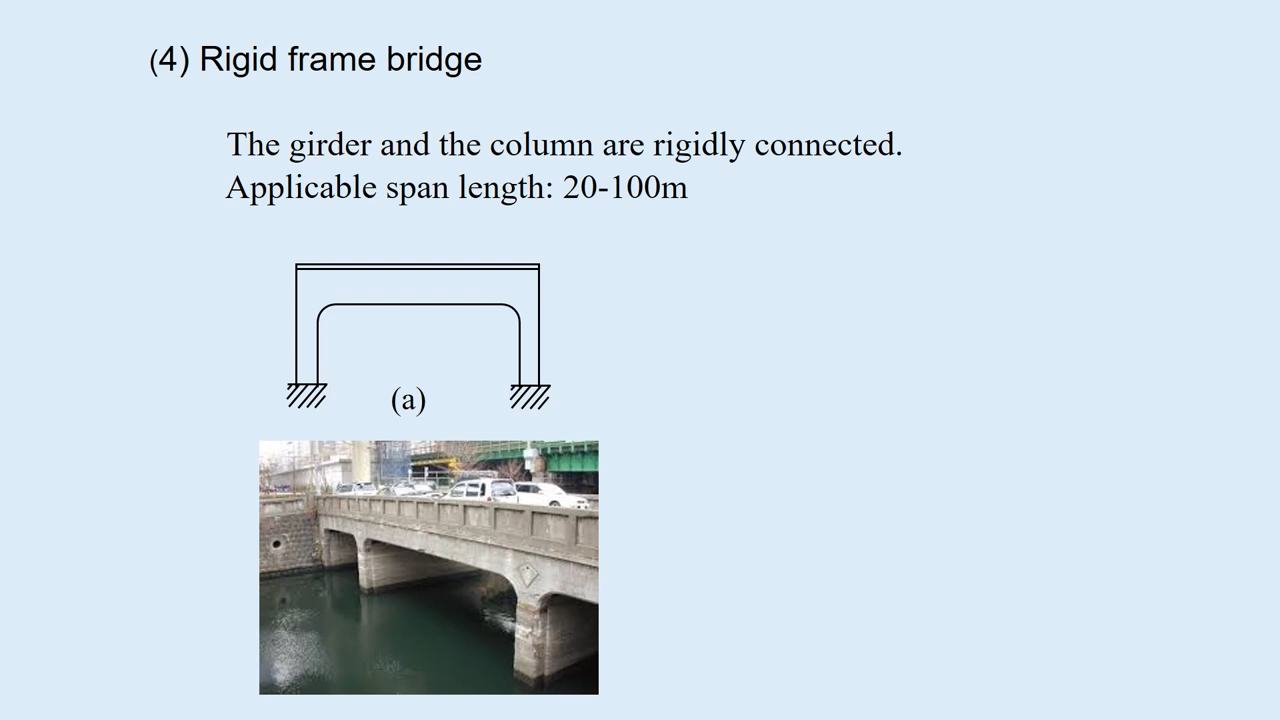 (4) Rigid frame bridge
The girder and the column are rigidly connected.
Applicable span length: 20-100m
(a)